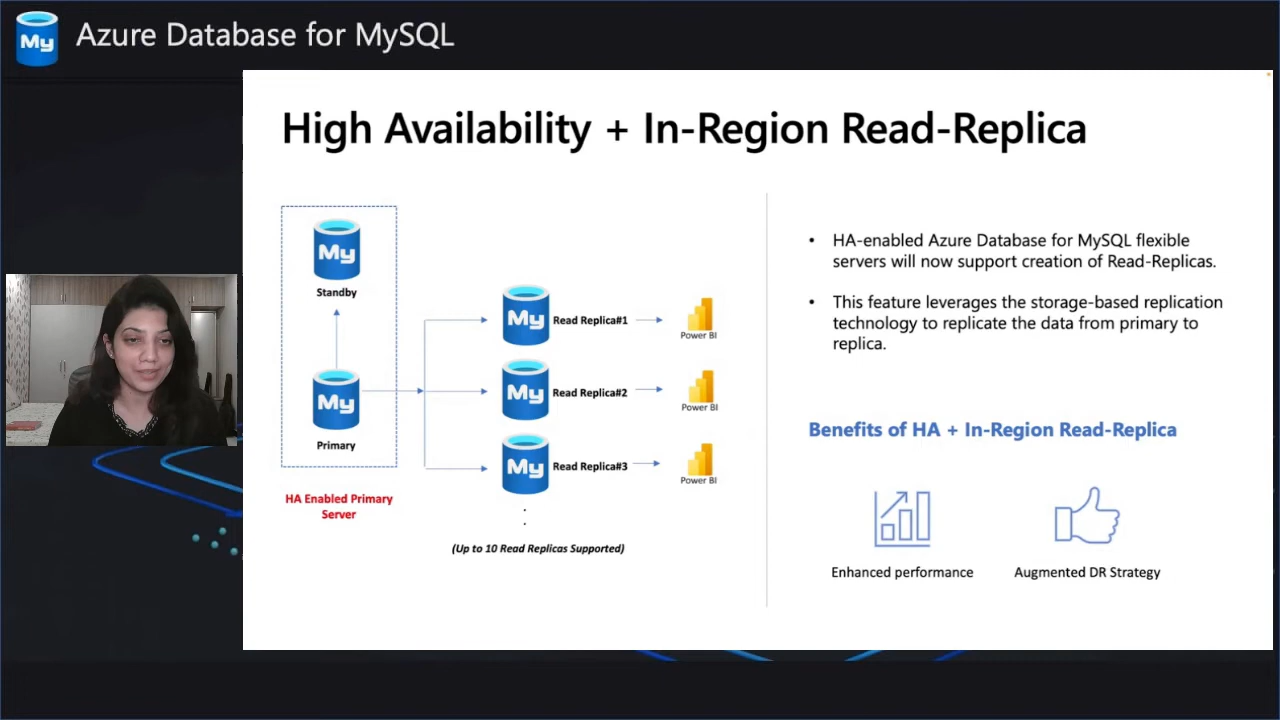 My Azure Database for MySQL
High Availability + In-Region Read-Replica
My
Standby
My
Primary
HA Enabled Primary
Server
My Read Replica#1
Power BI
My Read Replica#2
Power BI
My Read Replica#3
Power BI
.
.
(Up to 10 Read Replicas Supported)
• HA-enabled Azure Database for MySQL flexible
servers will now support creation of Read-Replicas.
• This feature leverages the storage-based replication
technology to replicate the data from primary to
replica.
Benefits of HA + In-Region Read-Replica
Enhanced performance
Augmented DR Strategy